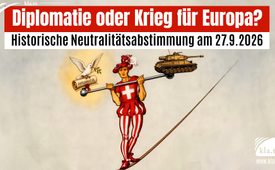 Diplomatie oder Krieg für Europa?
Historische Neutralitätsabstimmung am 27.9.2026